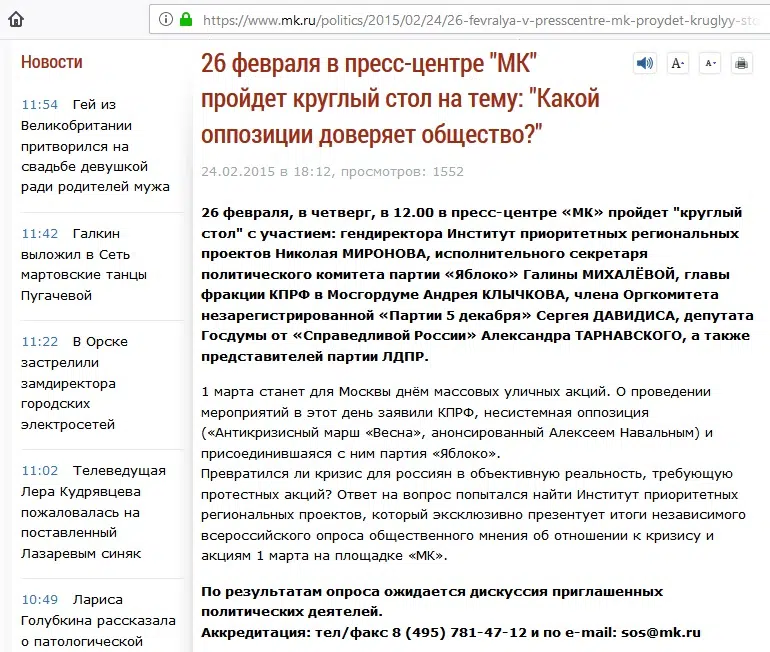 https://www.mk.ru/politics/2015/02/24/26-fevralya-v-presscentre-mk-proydet-kruglyy-sto
Новости
11:54 Гей из
Великобритании
притворился на
свадьбе девушкой
ради родителей мужа
11:42 Галкин
выложил в Сеть
мартовские танцы
Пугачевой
11:22 В Орске
застрелили
замдиректора
городских
электросетей
11:02 Телеведущая
Лера Кудрявцева
пожаловалась на
поставленный
Лазаревым синяк
10:49 Лариса
Голубкина рассказала
о патологической
26 февраля в пресс-центре "МК"
пройдет круглый стол на тему: "Какой
оппозиции доверяет общество?"
A+
A-
24.02.2015 в 18:12, просмотров: 1552
26 февраля, в четверг, в 12.00 в пресс-центре «МК» пройдет "круглый
стол" с участием: гендиректора Институт приоритетных региональных
проектов Николая МИРОНОВА, исполнительного секретаря
политического комитета партии «Яблоко» Галины МИХАЛЁВОЙ, главы
фракции КПРФ в Мосгордуме Андрея КЛЫЧКОВА, члена Оргкомитета
незарегистрированной «Партии 5 декабря» Сергея ДАВИДИСА, депутата
Госдумы от «Справедливой России» Александра ТАРНАВСКОГО, а также
представителей партии ЛДПР.
1 марта станет для Москвы днём массовых уличных акций. О проведении
мероприятий в этот день заявили КПРФ, несистемная оппозиция
(«Антикризисный марш «Весна», анонсированный Алексеем Навальным) и
присоединившаяся с ним партия «Яблоко».
Превратился ли кризис для россиян в объективную реальность, требующую
протестных акций? Ответ на вопрос попытался найти Институт приоритетных
региональных проектов, который эксклюзивно презентует итоги независимого
всероссийского опроса общественного мнения об отношении к кризису и
акциям 1 марта на площадке «МК».
По результатам опроса ожидается дискуссия приглашенных
политических деятелей.
Аккредитация: тел/факс 8 (495) 781-47-12 и по e-mail: sos@mk.ru